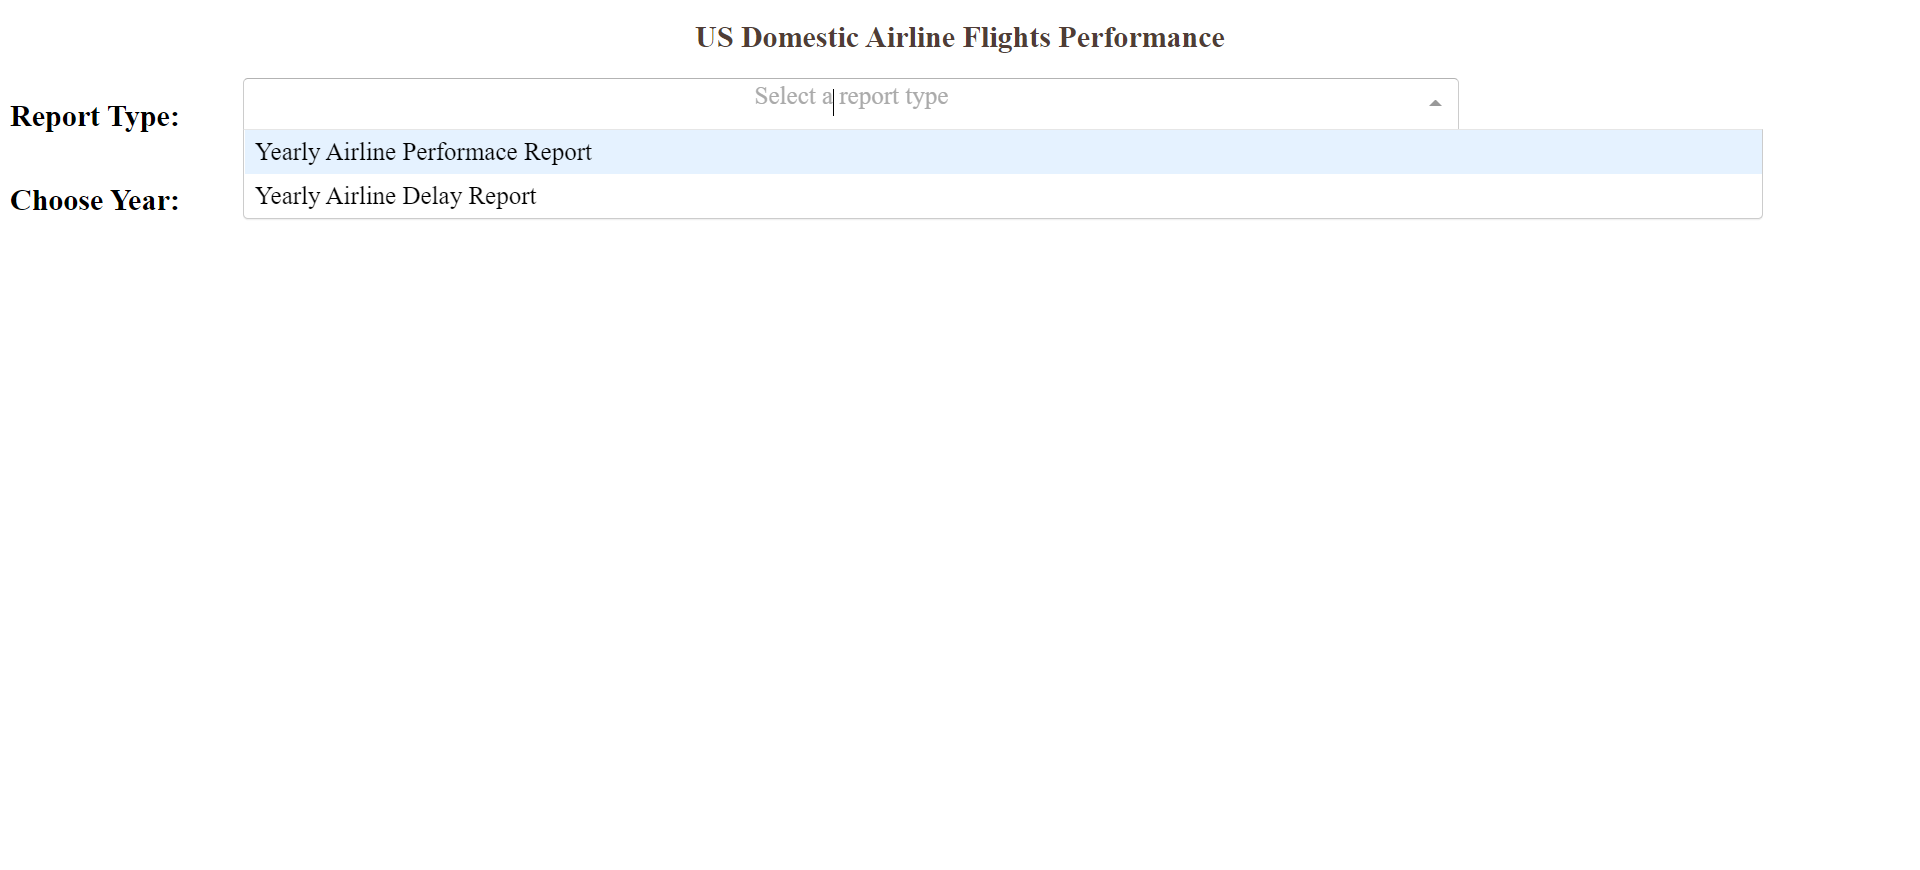 US Domestic Airline Flights Performance
Report Type:
Select a report type
Yearly Airline Performace Report
Yearly Airline Delay Report
Choose Year: